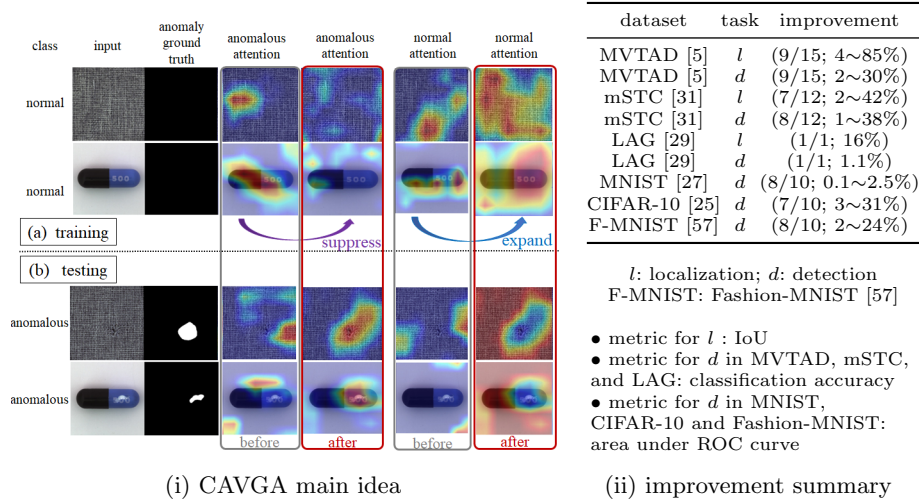 class
input
anomaly ground truth
anomalous attention
anomalous attention
normal attention
normal attention
normal
500
500
500
500
500
normal
(a) training
suppress
expand
(b) testing
anomalous
anomalous
before
after
before
after
(i) CAVGA main idea
dataset task improvement
MVTAD [5] l (9/15; 4~85%)
MVTAD [5] d (9/15; 2~30%)
mSTC [31] l (7/12; 2~42%)
mSTC [31] d (8/12; 1~38%)
LAG [29] l (1/1; 16%)
LAG [29] d (1/1; 1.1%)
MNIST [27] d (8/10; 0.1~2.5%)
CIFAR-10 [25] d (7/10; 3~31%)
F-MNIST [57] d (8/10; 2~24%)
l: localization; d: detection
F-MNIST: Fashion-MNIST [57]
• metric for l : IoU
• metric for d in MVTAD, mSTC,
and LAG: classification accuracy
• metric for d in MNIST,
CIFAR-10 and Fashion-MNIST:
area under ROC curve
(ii) improvement summary